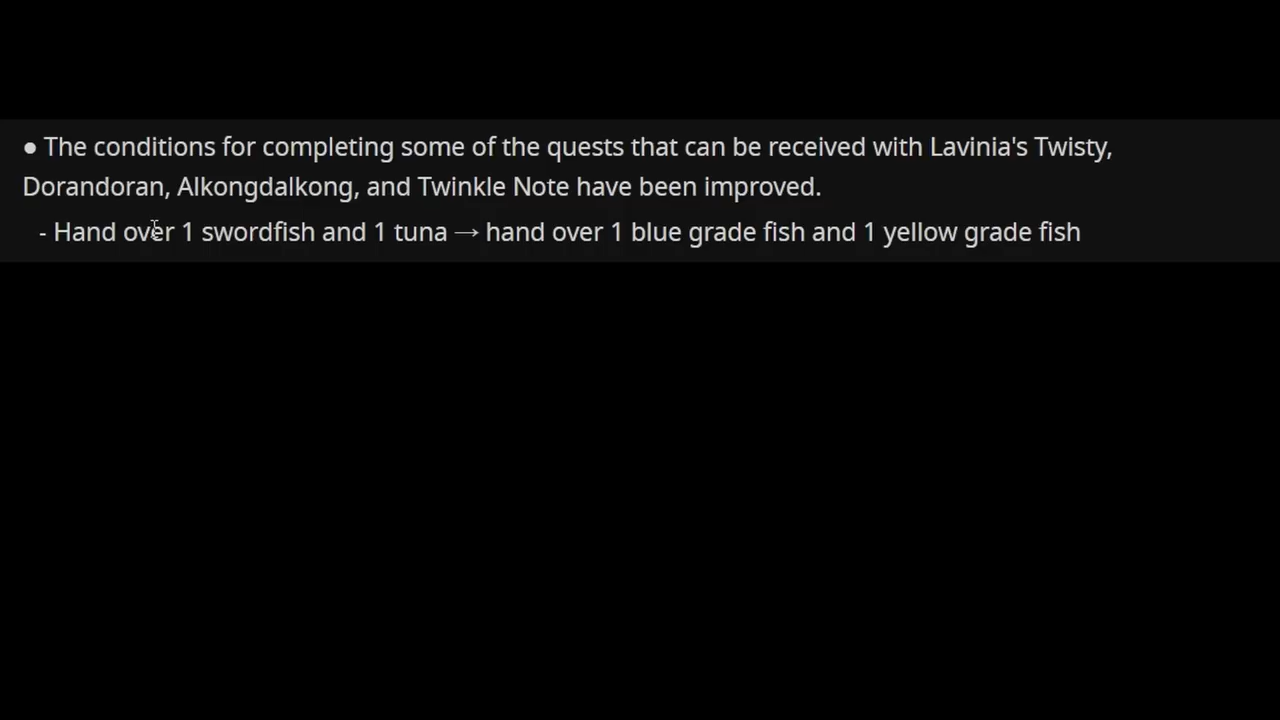 ● The conditions for completing some of the quests that can be received with Lavinia's Twisty,
Dorandoran, Alkongdalkong, and Twinkle Note have been improved.
- Hand over 1 swordfish and 1 tuna → hand over 1 blue grade fish and 1 yellow grade fish